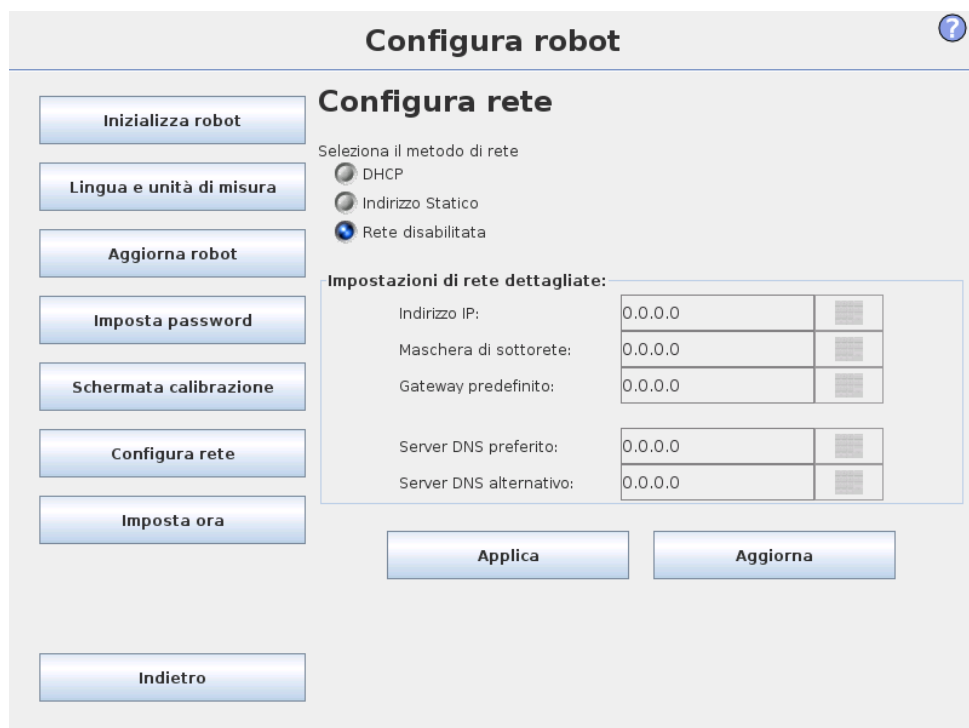 Configura robot
?
Inizializza robot
Lingua e unità di misura
Aggiorna robot
Imposta password
Schermata calibrazione
Configura rete
Imposta ora
Indietro
Configura rete
Seleziona il metodo di rete
DHCP
Indirizzo Statico
Rete disabilitata
Impostazioni di rete dettagliate:
Indirizzo IP: 0.0.0.0
Maschera di sottorete: 0.0.0.0
Gateway predefinito: 0.0.0.0
Server DNS preferito: 0.0.0.0
Server DNS alternativo: 0.0.0.0
Applica Aggiorna